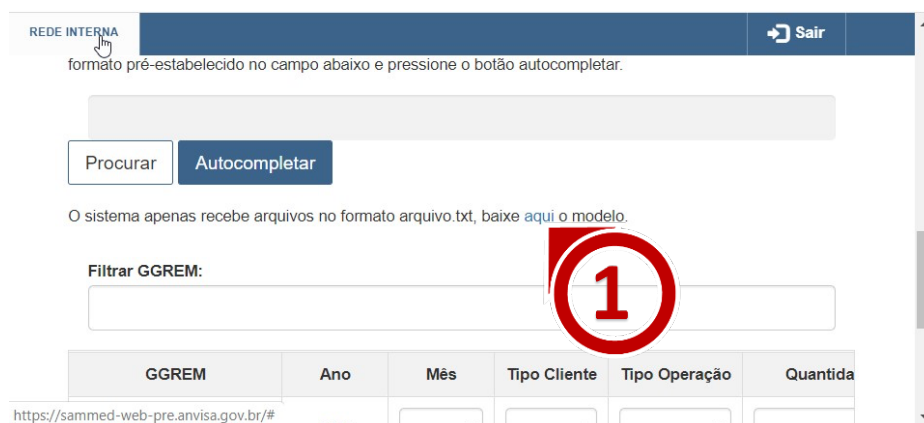 REDE INTERNA
Sair
formato pré-estabelecido no campo abaixo e pressione o botão autocompletar.
Procurar
Autocompletar
O sistema apenas recebe arquivos no formato arquivo.txt, baixe aqui o modelo.
1
Filtrar GGREM:
GGREM Ano Mês Tipo Cliente Tipo Operação Quantida
https://sammed-web-pre.anvisa.gov.br/#